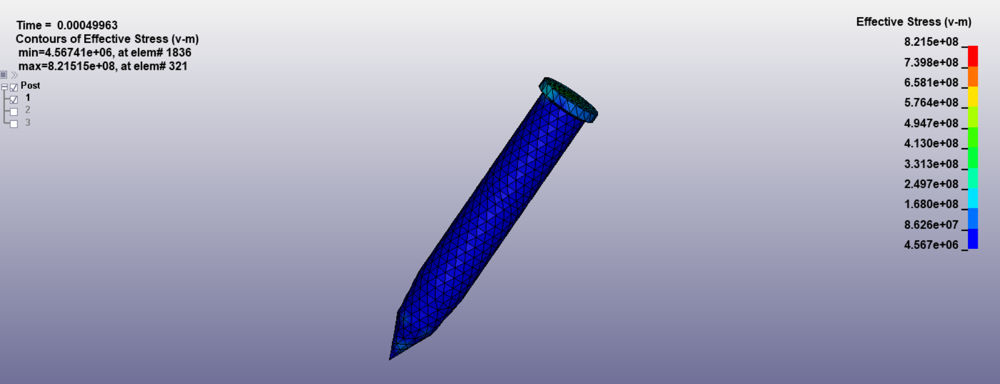 Time =  0.00049963
Contours of Effective Stress (v-m)
min=4.56741e+06, at elem# 1836
max=8.21515e+08, at elem# 321
Post
1
2
3
Effective Stress (v-m)
8.215e+08
7.398e+08
6.581e+08
5.764e+08
4.947e+08
4.130e+08
3.313e+08
2.497e+08
1.680e+08
8.626e+07
4.567e+06